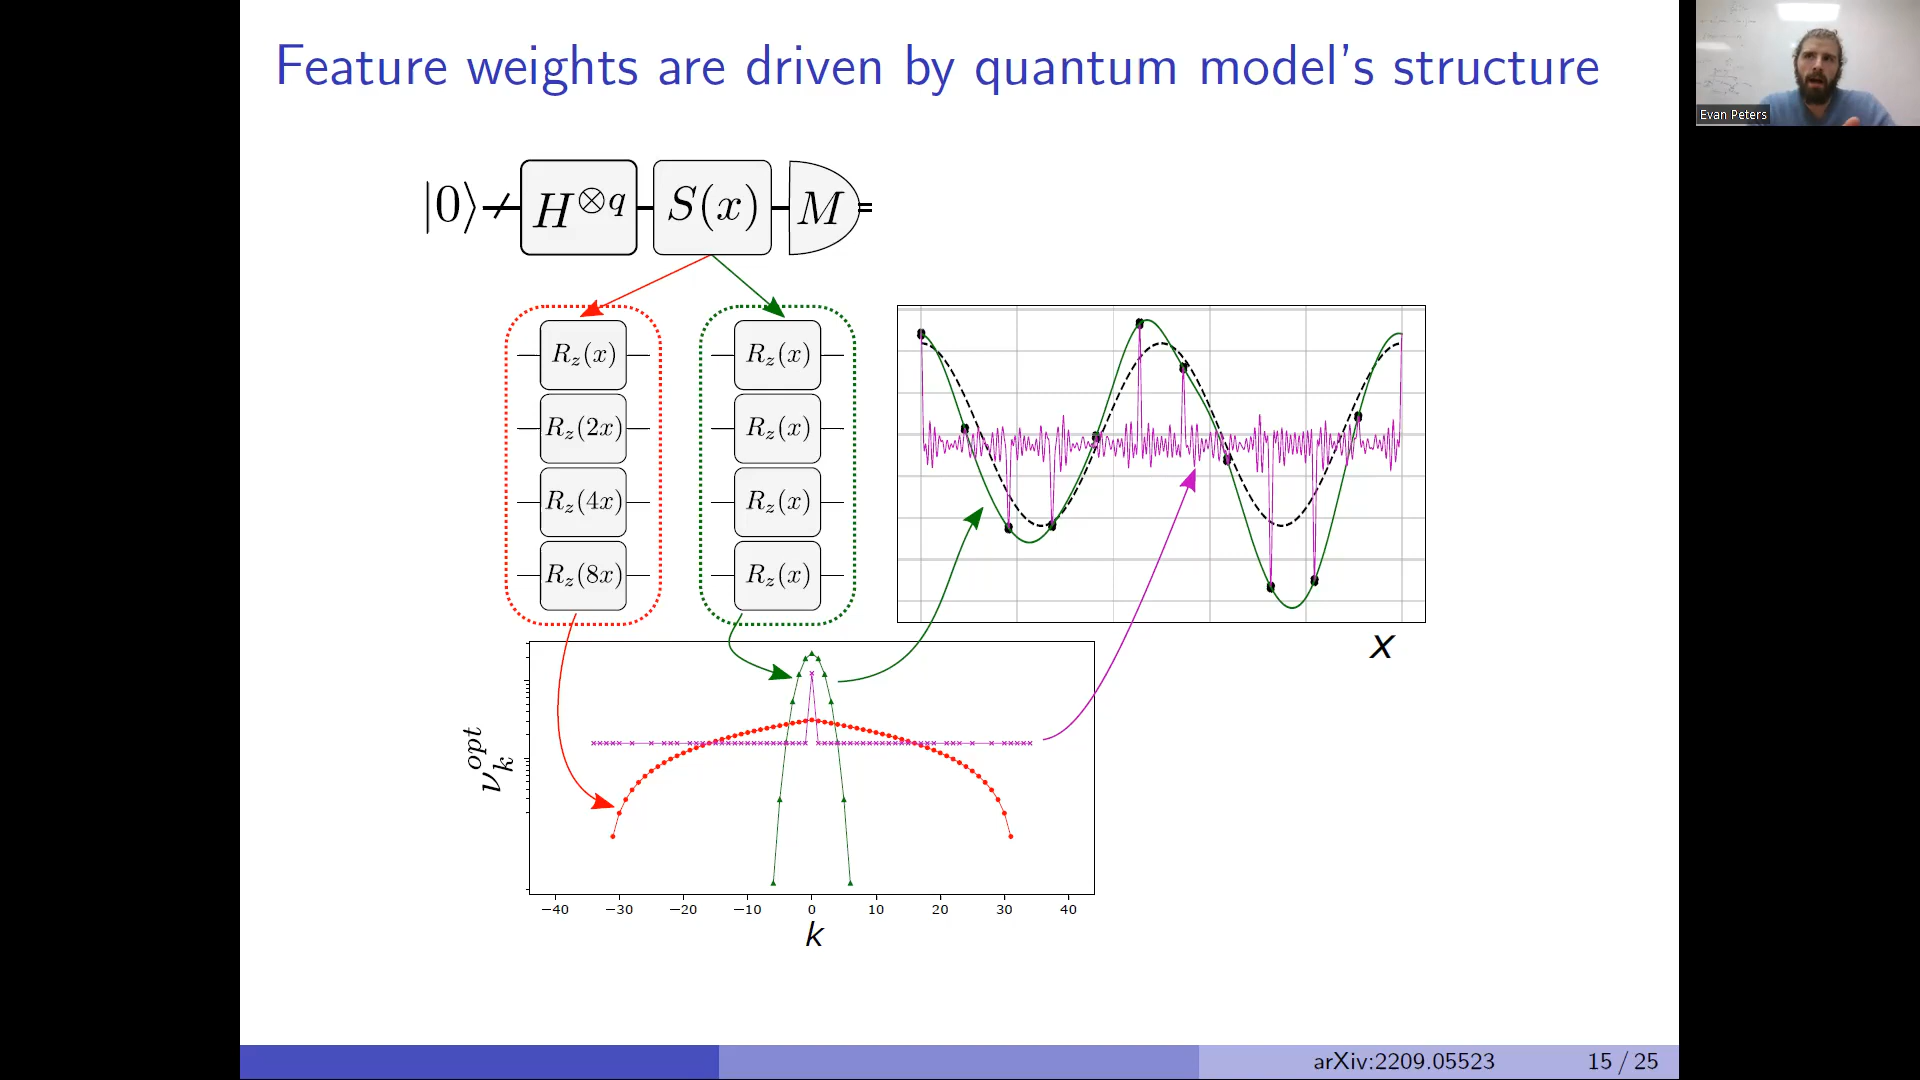 Feature weights are driven by quantum model's structure
Evan Peters
|0⟩ H^{⊗q} S(x) M
R_z(x) R_z(x)
R_z(2x) R_z(x)
R_z(4x) R_z(x)
R_z(8x) R_z(x)
x
ν_k^{opt}
−40 −30 −20 −10 0 10 20 30 40
k
arXiv:2209.05523 15 / 25